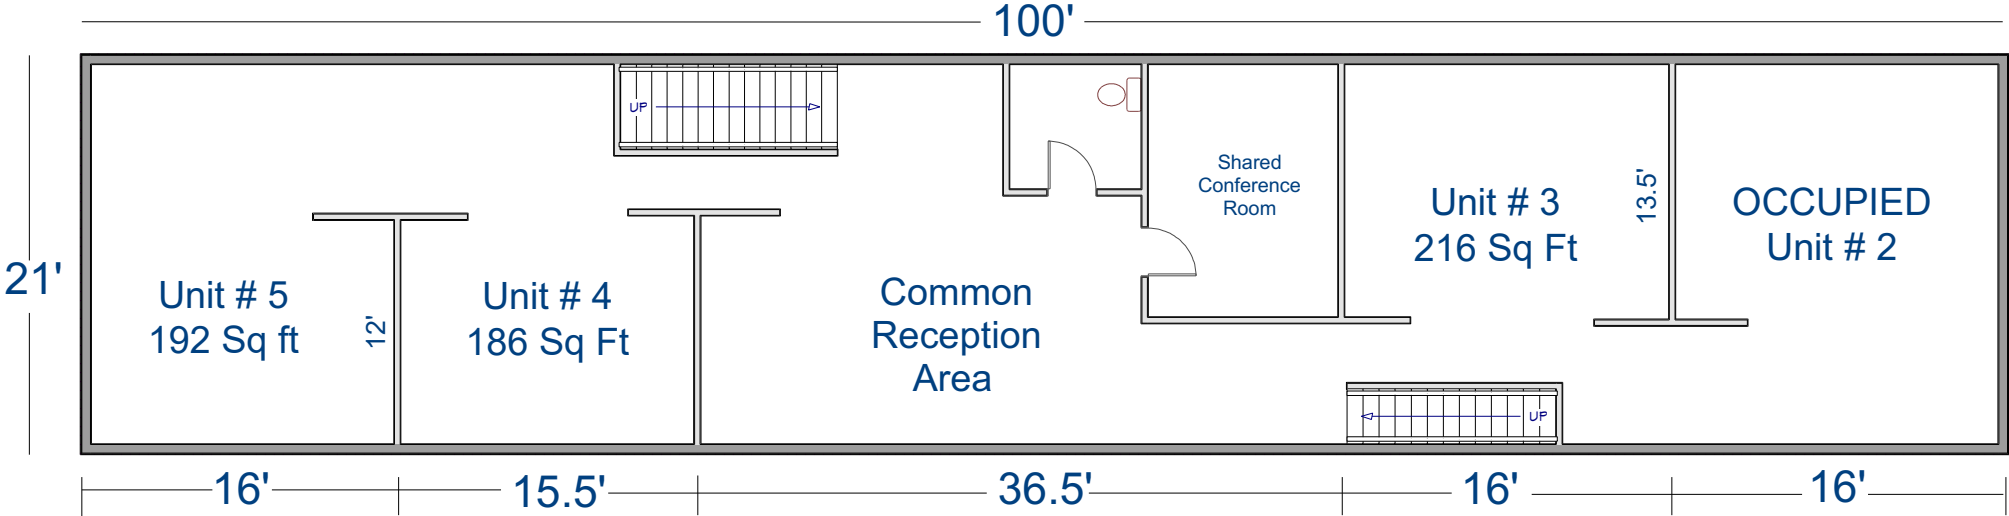 100'
UP
Shared
Conference
Room
13.5'
Unit # 3
216 Sq Ft
OCCUPIED
Unit # 2
21'
Unit # 5
192 Sq ft
12'
Unit # 4
186 Sq Ft
Common
Reception
Area
UP
16'
15.5'
36.5'
16'
16'